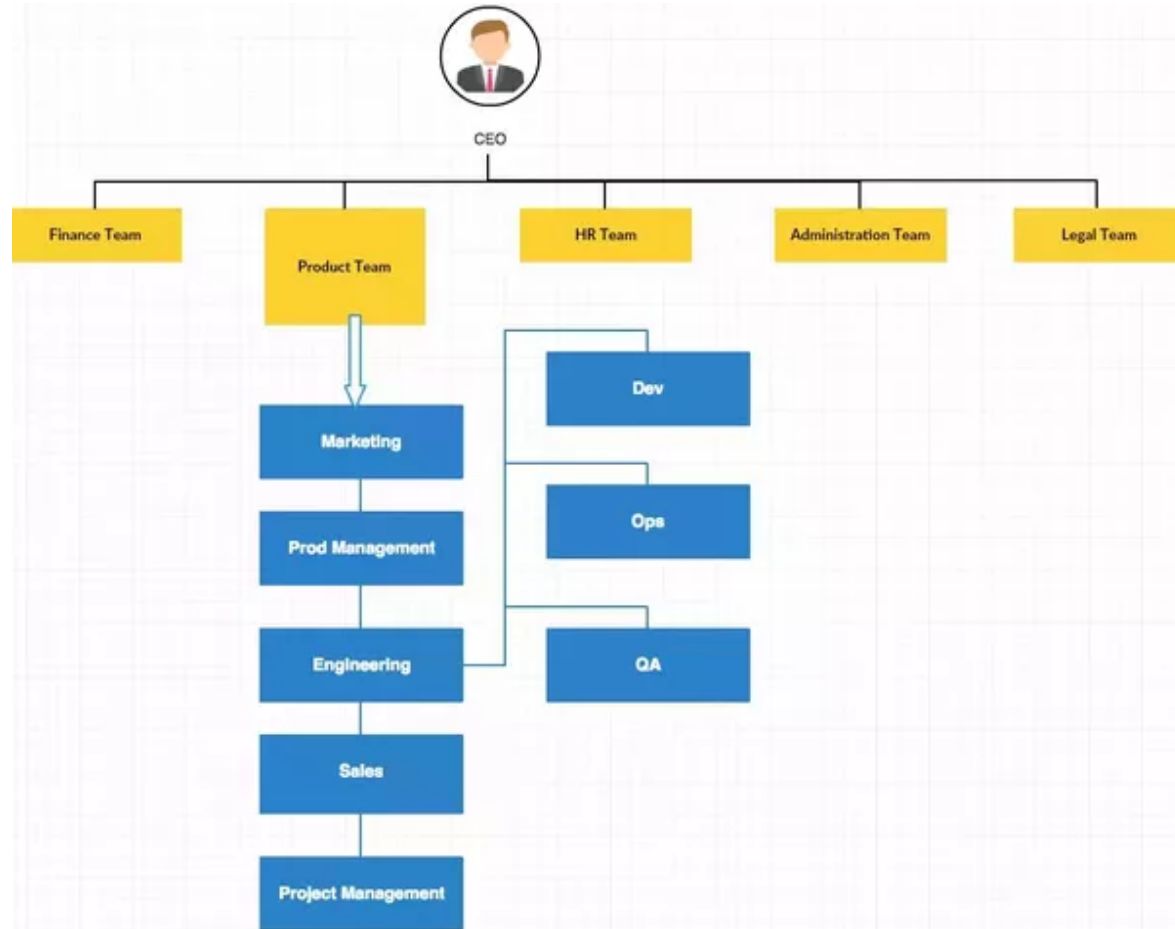 CEO
Finance Team
Product Team
HR Team
Administration Team
Legal Team
Marketing
Prod Management
Engineering
Sales
Project Management
Dev
Ops
QA